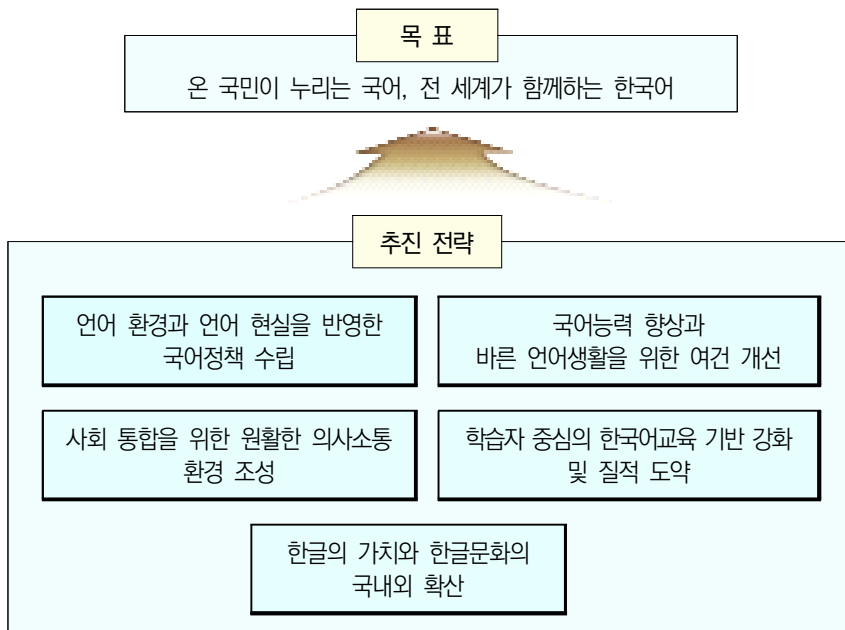 목 표
온 국민이 누리는 국어, 전 세계가 함께하는 한국어
추진 전략
언어 환경과 언어 현실을 반영한
국어정책 수립
국어능력 향상과
바른 언어생활을 위한 여건 개선
사회 통합을 위한 원활한 의사소통
환경 조성
학습자 중심의 한국어교육 기반 강화
및 질적 도약
한글의 가치와 한글문화의
국내외 확산